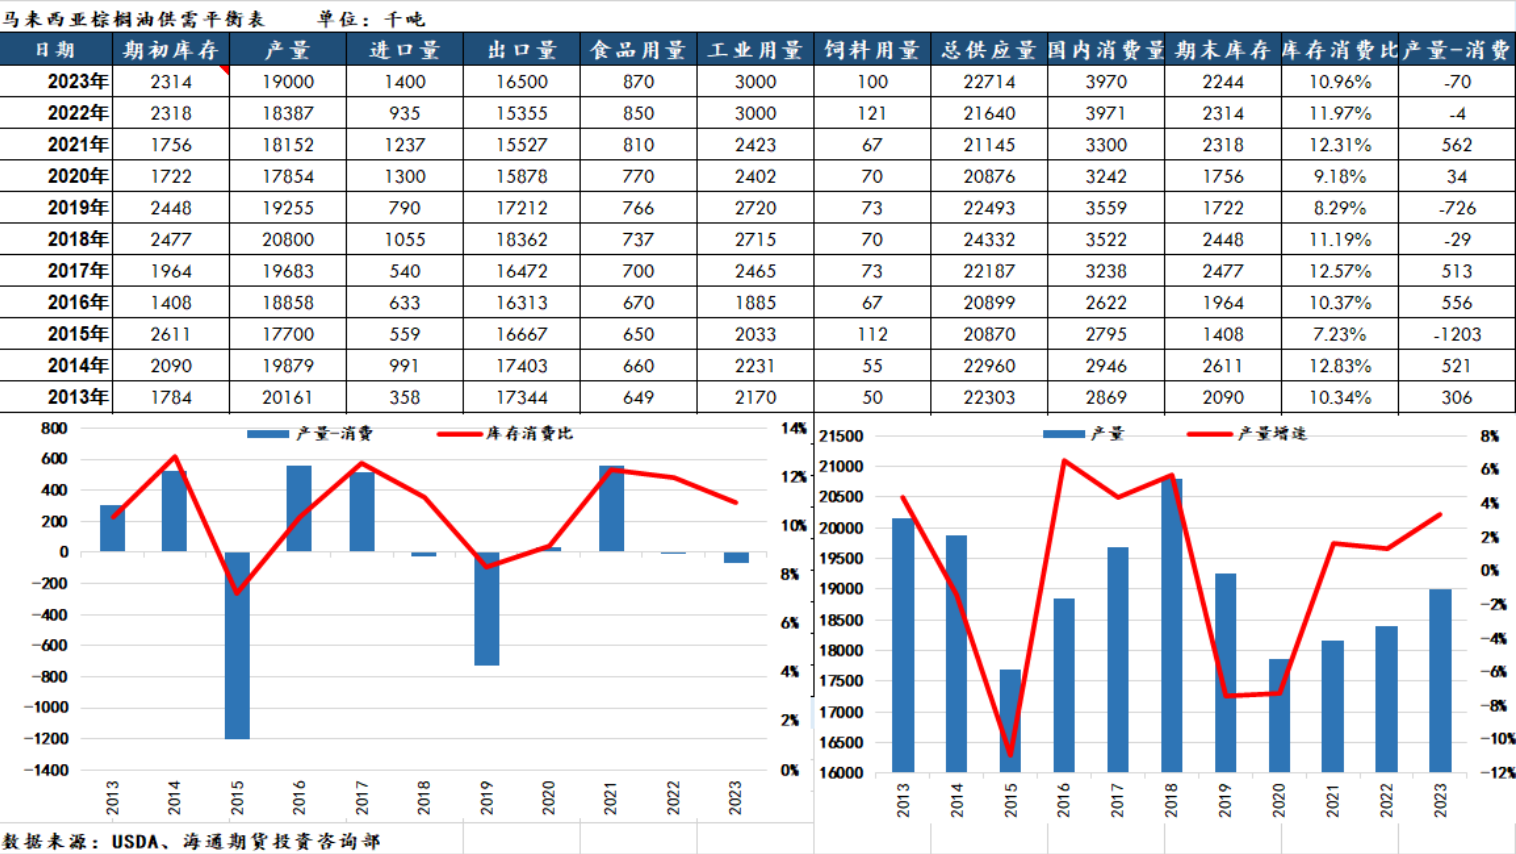 马来西亚棕榈油供需平衡表 单位：千吨
日期 期初库存 产量 进口量 出口量 食品用量 工业用量 饲料用量 总供应量 国内消费量 期末库存 库存消费比 产量-消费
2023年 2314 19000 1400 16500 870 3000 100 22714 3970 2244 10.96% -70
2022年 2318 18387 935 15355 850 3000 121 21640 3971 2314 11.97% -4
2021年 1756 18152 1237 15527 810 2423 67 21145 3300 2318 12.31% 562
2020年 1722 17854 1300 15878 770 2402 70 20876 3242 1756 9.18% 34
2019年 2448 19255 790 17212 766 2720 73 22493 3559 1722 8.29% -726
2018年 2477 20800 1055 18362 737 2715 70 24332 3522 2448 11.19% -29
2017年 1964 19683 540 16472 700 2465 73 22187 3238 2477 12.57% 513
2016年 1408 18858 633 16313 670 1885 67 20899 2622 1964 10.37% 556
2015年 2611 17700 559 16667 650 2033 112 20870 2795 1408 7.23% -1203
2014年 2090 19879 991 17403 660 2231 55 22960 2946 2611 12.83% 521
2013年 1784 20161 358 17344 649 2170 50 22303 2869 2090 10.34% 306
产量-消费 库存消费比
800
600
400
200
0
-200
-400
-600
-800
-1000
-1200
-1400
14%
12%
10%
8%
6%
4%
2%
0%
2013 2014 2015 2016 2017 2018 2019 2020 2021 2022 2023
产量 产量增速
21500
21000
20500
20000
19500
19000
18500
18000
17500
17000
16500
16000
8%
6%
4%
2%
0%
-2%
-4%
-6%
-8%
-10%
-12%
2013 2014 2015 2016 2017 2018 2019 2020 2021 2022 2023
数据来源：USDA、海通期货投资咨询部